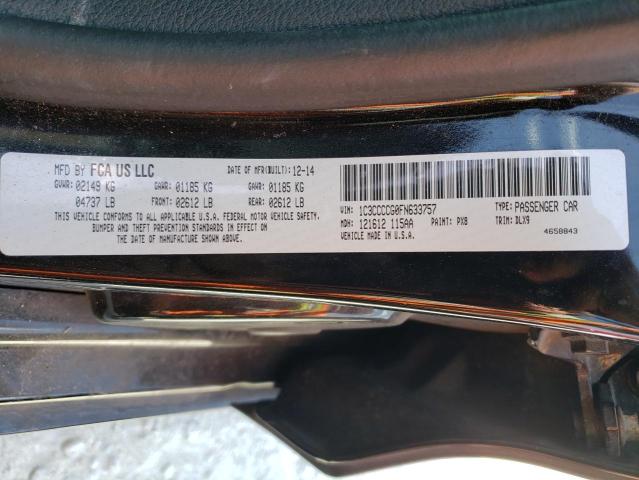 MFD BY FCA US LLC DATE OF MFR(BUILT): 12-14
GVWR: 02149 KG GAWR: 01185 KG GAWR: 01185 KG
04737 LB FRONT: 02612 LB REAR: 02612 LB
THIS VEHICLE CONFORMS TO ALL APPLICABLE U.S.A. FEDERAL MOTOR VEHICLE SAFETY,
BUMPER AND THEFT PREVENTION STANDARDS IN EFFECT ON
THE DATE OF MANUFACTURE SHOWN ABOVE.
VIN: 1C3CCCCG0FN633757 TYPE: PASSENGER CAR
MDH: 121612 115AA PAINT: PX8 TRIM: DLX9
VEHICLE MADE IN U.S.A. 4658843